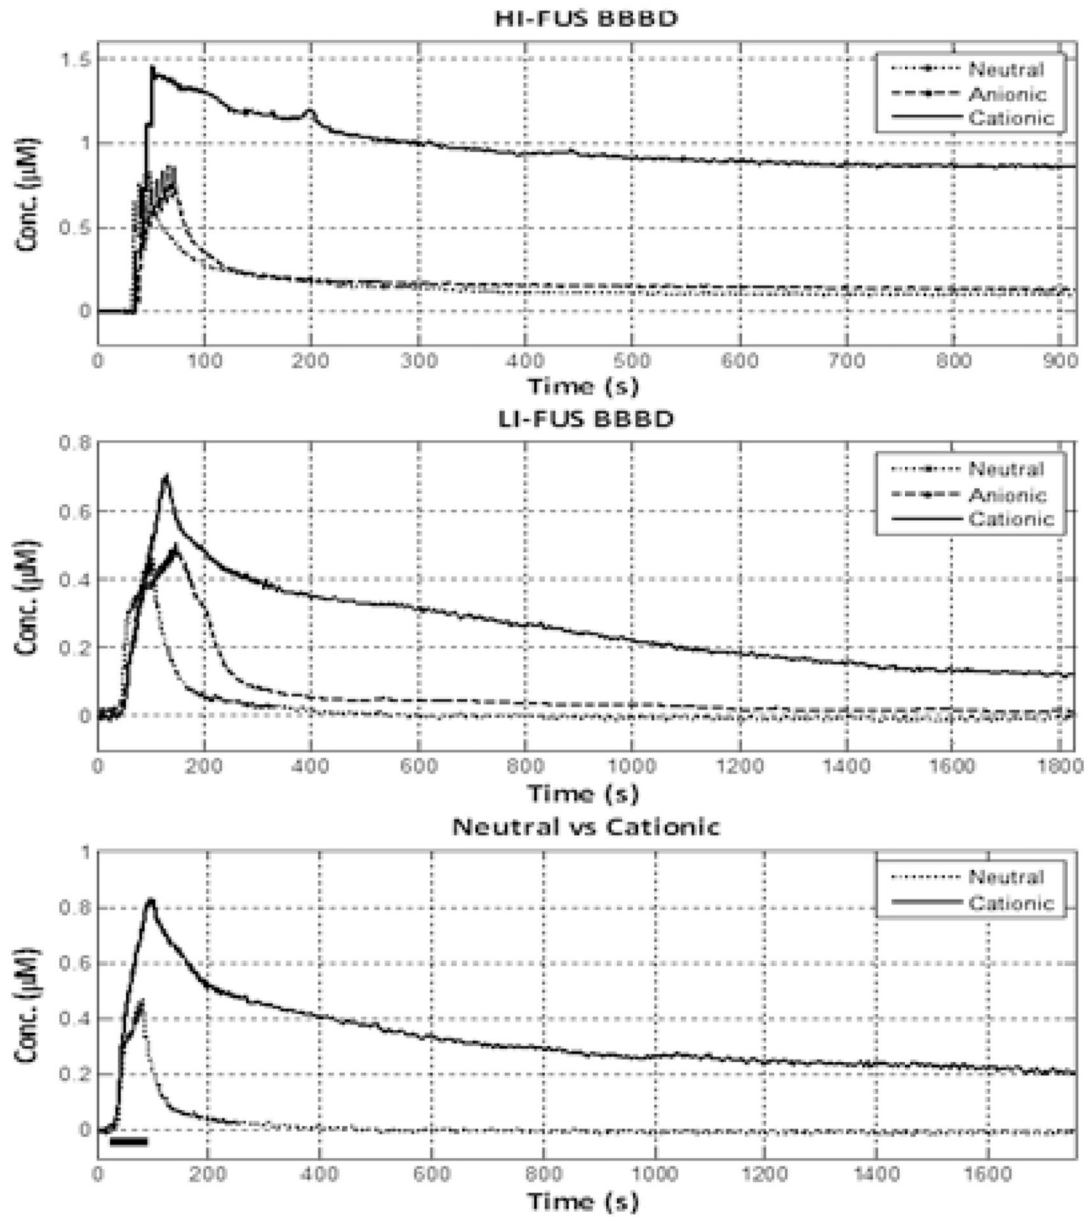 HI-FUS BBBD
1.5
1
0.5
0
Conc. (μM)
Neutral
Anionic
Cationic
0 100 200 300 400 500 600 700 800 900
Time (s)
LI-FUS BBBD
0.8
0.6
0.4
0.2
0
Conc. (μM)
Neutral
Anionic
Cationic
0 200 400 600 800 1000 1200 1400 1600 1800
Time (s)
Neutral vs Cationic
1
0.8
0.6
0.4
0.2
0
Conc. (μM)
Neutral
Cationic
0 200 400 600 800 1000 1200 1400 1600
Time (s)